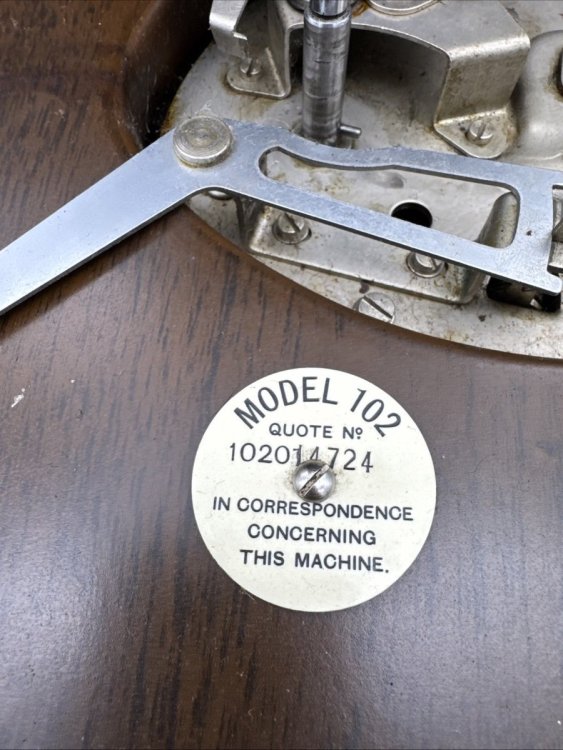 MODEL 102
QUOTE Nº
102014724
IN CORRESPONDENCE
CONCERNING
THIS MACHINE.